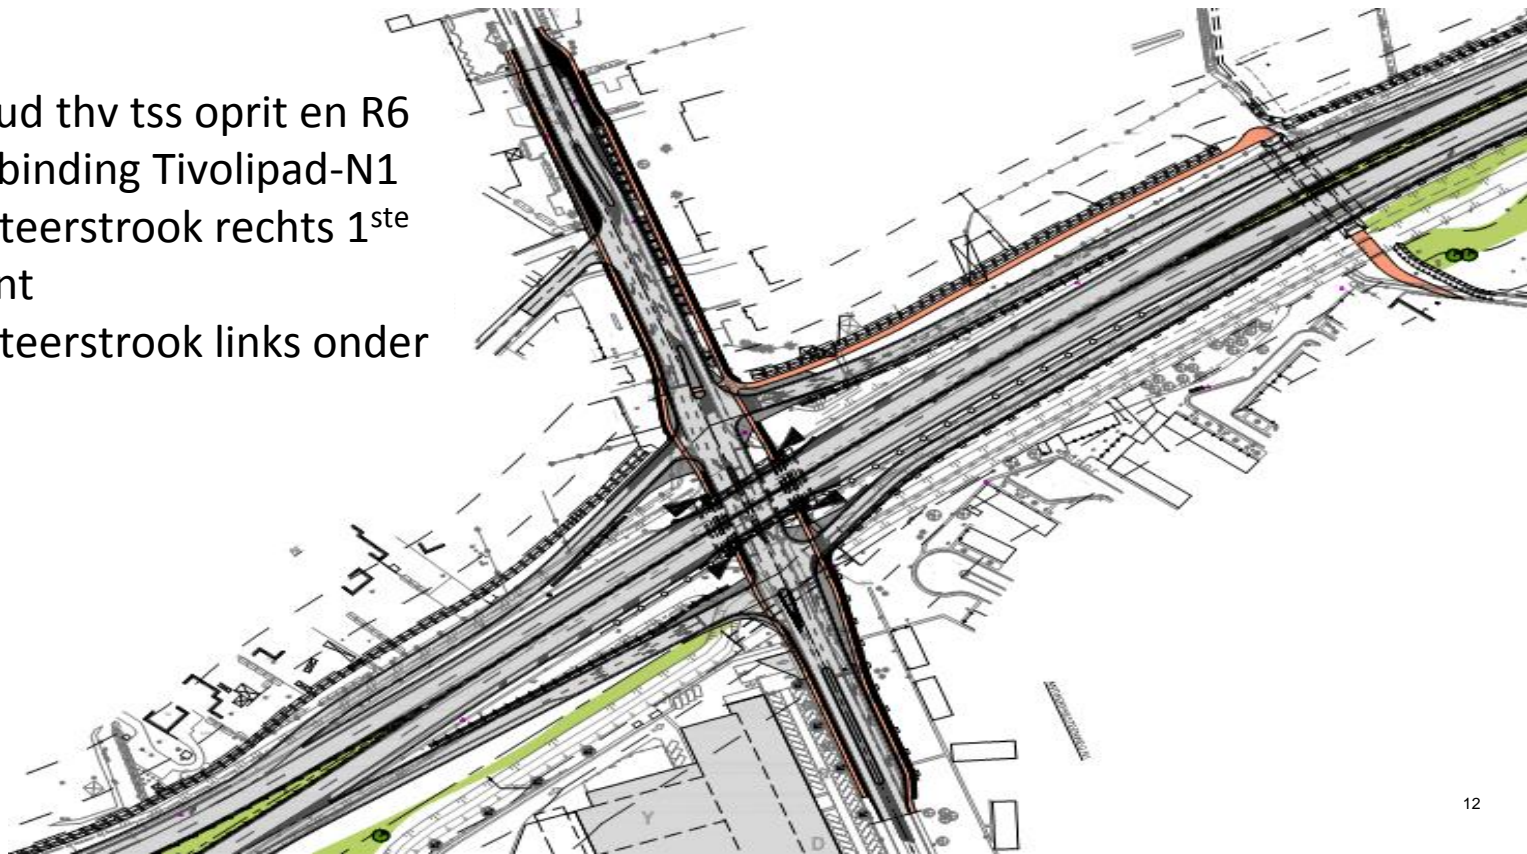 ud thv tss oprit en R6
binding Tivolipad-N1
teerstrook rechts 1ste
nt
teerstrook links onder
Y
D
12